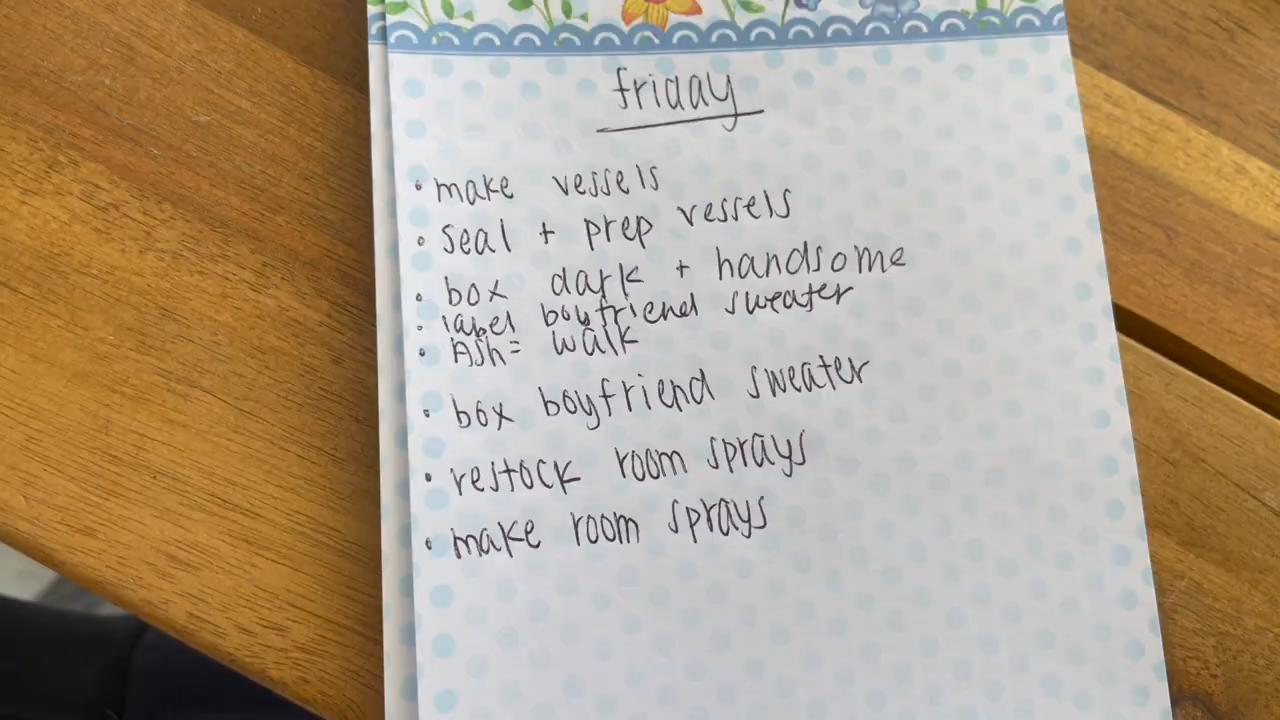 friday
• make vessels
• seal + prep vessels
• box dark + handsome
• label boyfriend sweater
• Ash= walk
• box boyfriend sweater
• restock room sprays
• make room sprays